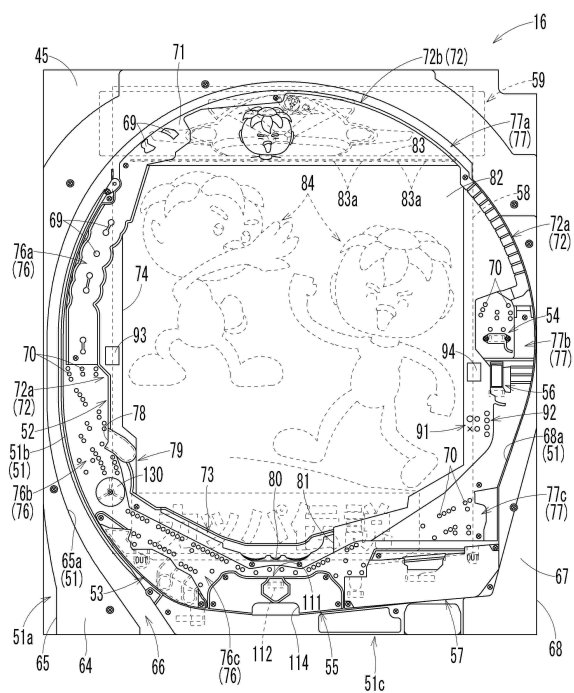 16
45
71
72b (72)
59
69
77a
(77)
83
82
83a
83a
84
58
69
72a
(72)
76a
(76)
70
54
74
93
94
77b
(77)
70
56
72a
(72)
92
52
78
91
51b
(51)
79
70
68a
(51)
76b
(76)
130
73
80
81
77c
(77)
65a
(51)
OUT
OUT
53
67
51a
65
64
66
76c
(76)
112
111
114
55
51c
57
68